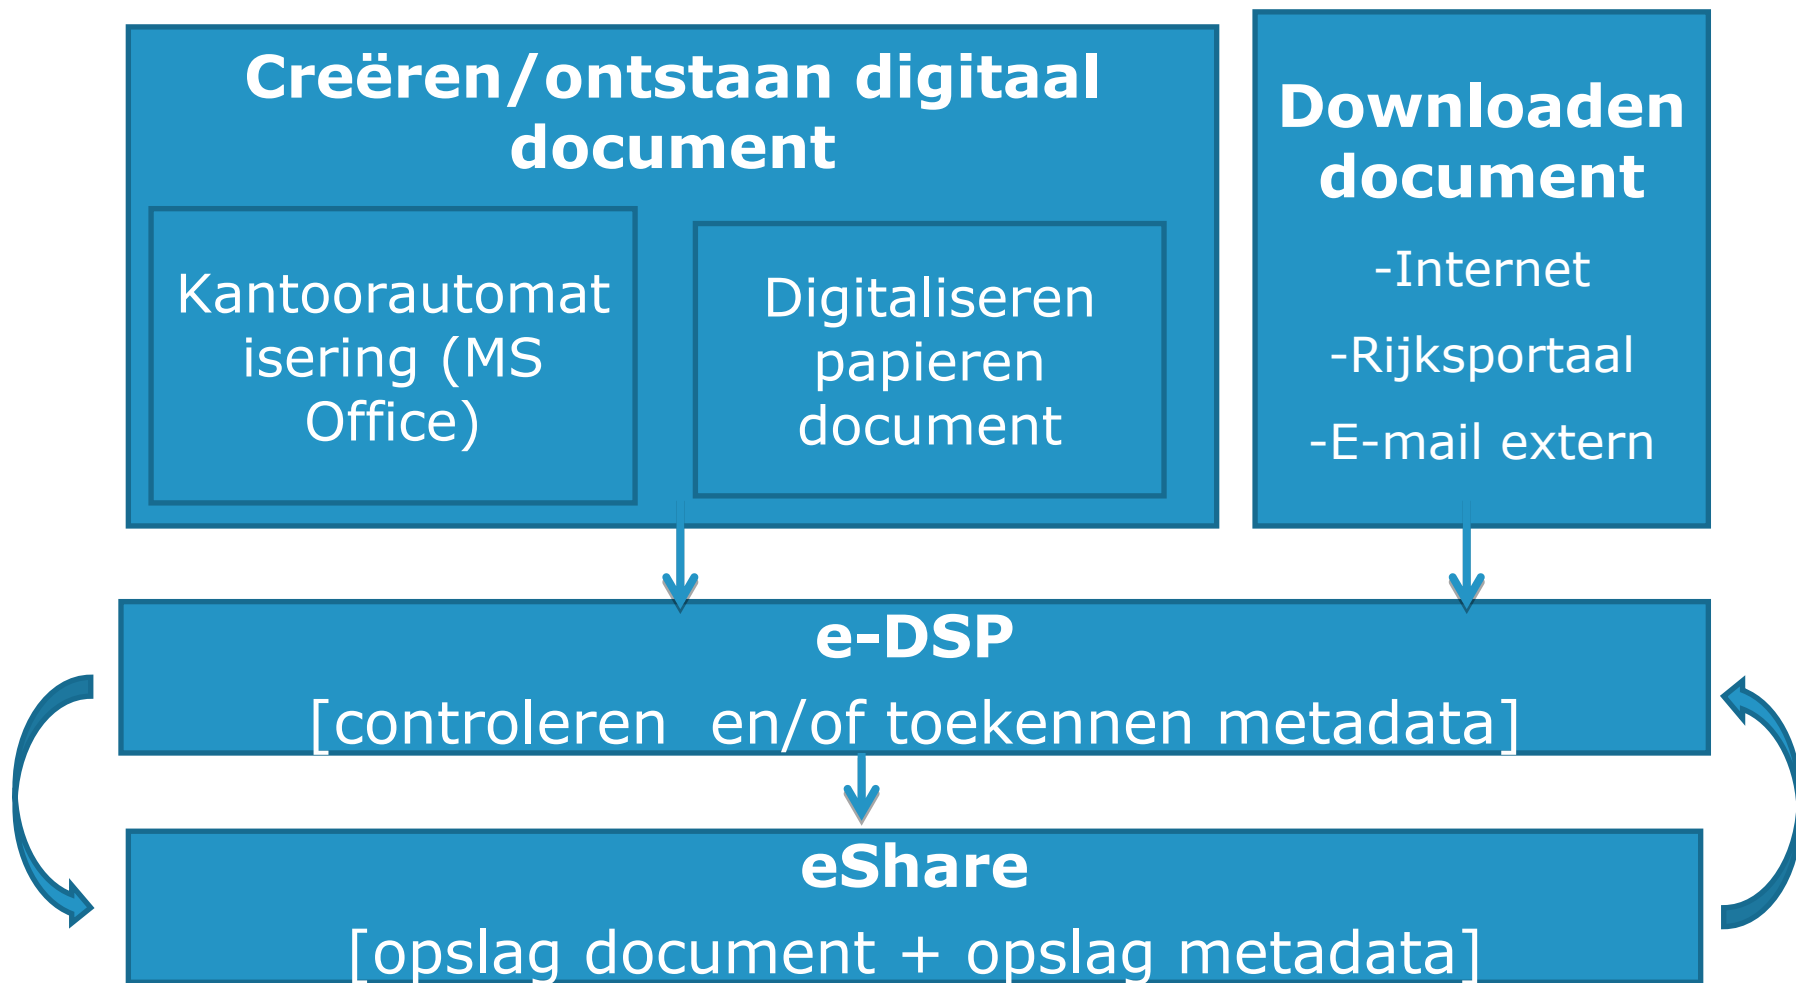 Creëren/ontstaan digitaal
document
Kantoorautomat
isering (MS
Office)
Digitaliseren
papieren
document
Downloaden
document
-Internet
-Rijksportaal
-E-mail extern
e-DSP
[controleren  en/of toekennen metadata]
eShare
[opslag document + opslag metadata]